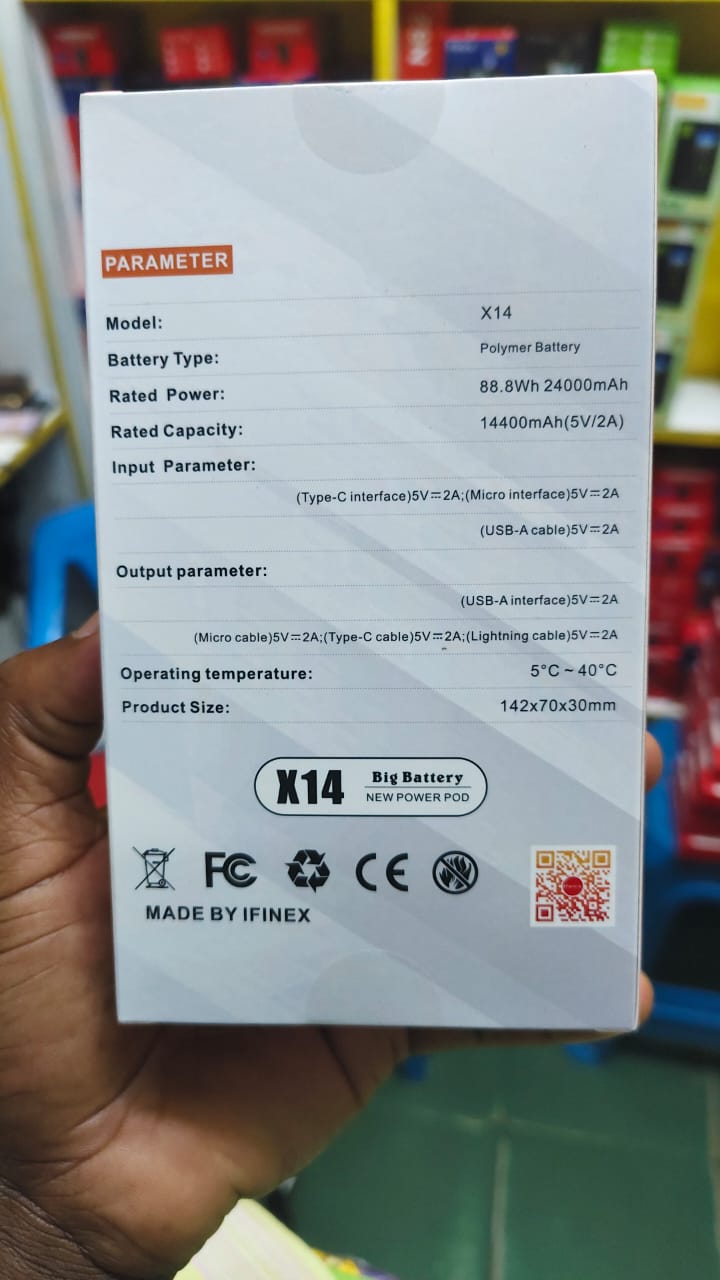 PARAMETER
Model: X14
Battery Type: Polymer Battery
Rated Power: 88.8Wh 24000mAh
Rated Capacity: 14400mAh(5V/2A)
Input Parameter:
(Type-C interface)5V⎓2A;(Micro interface)5V⎓2A
(USB-A cable)5V⎓2A
Output parameter:
(USB-A interface)5V⎓2A
(Micro cable)5V⎓2A;(Type-C cable)5V⎓2A;(Lightning cable)5V⎓2A
Operating temperature: 5°C ~ 40°C
Product Size: 142x70x30mm
X14 Big Battery
NEW POWER POD
FC CE
MADE BY IFINEX